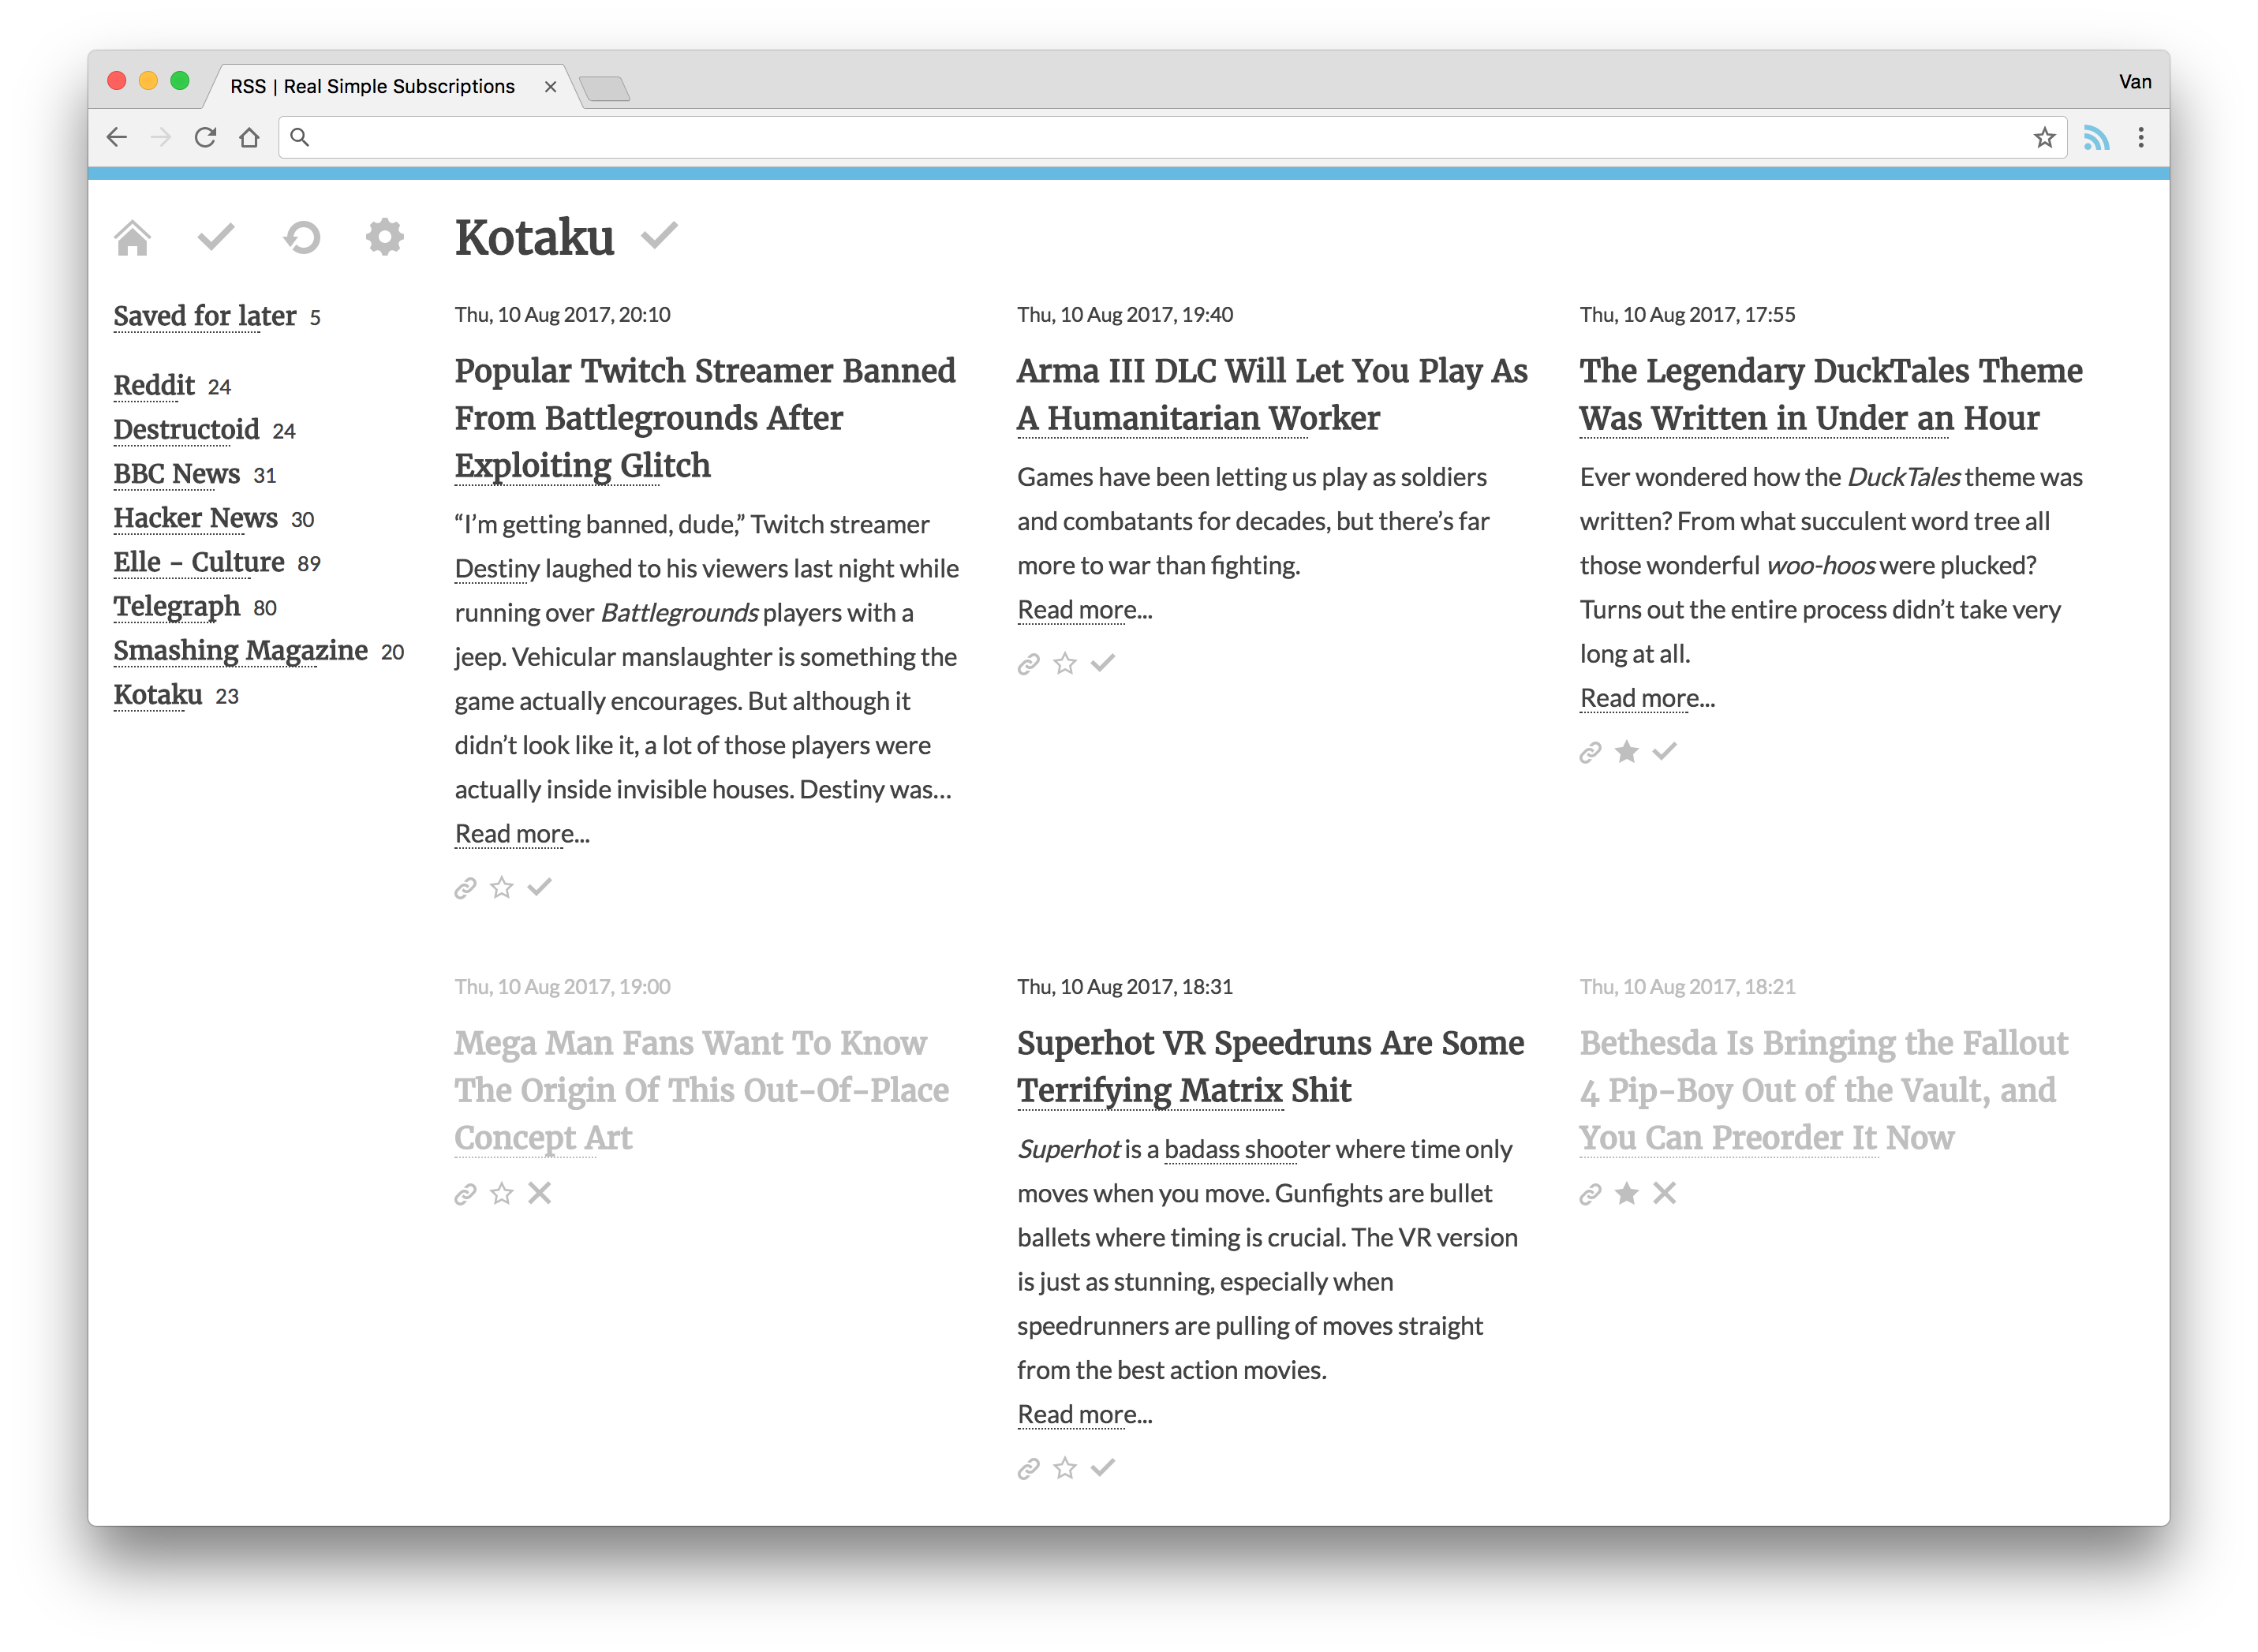 RSS | Real Simple Subscriptions
Van
Kotaku
Saved for later 5
Reddit 24
Destructoid 24
BBC News 31
Hacker News 30
Elle - Culture 89
Telegraph 80
Smashing Magazine 20
Kotaku 23
Thu, 10 Aug 2017, 20:10
Popular Twitch Streamer Banned
From Battlegrounds After
Exploiting Glitch
“I’m getting banned, dude,” Twitch streamer
Destiny laughed to his viewers last night while
running over Battlegrounds players with a
jeep. Vehicular manslaughter is something the
game actually encourages. But although it
didn’t look like it, a lot of those players were
actually inside invisible houses. Destiny was...
Read more...
Thu, 10 Aug 2017, 19:40
Arma III DLC Will Let You Play As
A Humanitarian Worker
Games have been letting us play as soldiers
and combatants for decades, but there’s far
more to war than fighting.
Read more...
Thu, 10 Aug 2017, 17:55
The Legendary DuckTales Theme
Was Written in Under an Hour
Ever wondered how the DuckTales theme was
written? From what succulent word tree all
those wonderful woo-hoos were plucked?
Turns out the entire process didn’t take very
long at all.
Read more...
Thu, 10 Aug 2017, 19:00
Mega Man Fans Want To Know
The Origin Of This Out-Of-Place
Concept Art
Thu, 10 Aug 2017, 18:31
Superhot VR Speedruns Are Some
Terrifying Matrix Shit
Superhot is a badass shooter where time only
moves when you move. Gunfights are bullet
ballets where timing is crucial. The VR version
is just as stunning, especially when
speedrunners are pulling of moves straight
from the best action movies.
Read more...
Thu, 10 Aug 2017, 18:21
Bethesda Is Bringing the Fallout
4 Pip-Boy Out of the Vault, and
You Can Preorder It Now